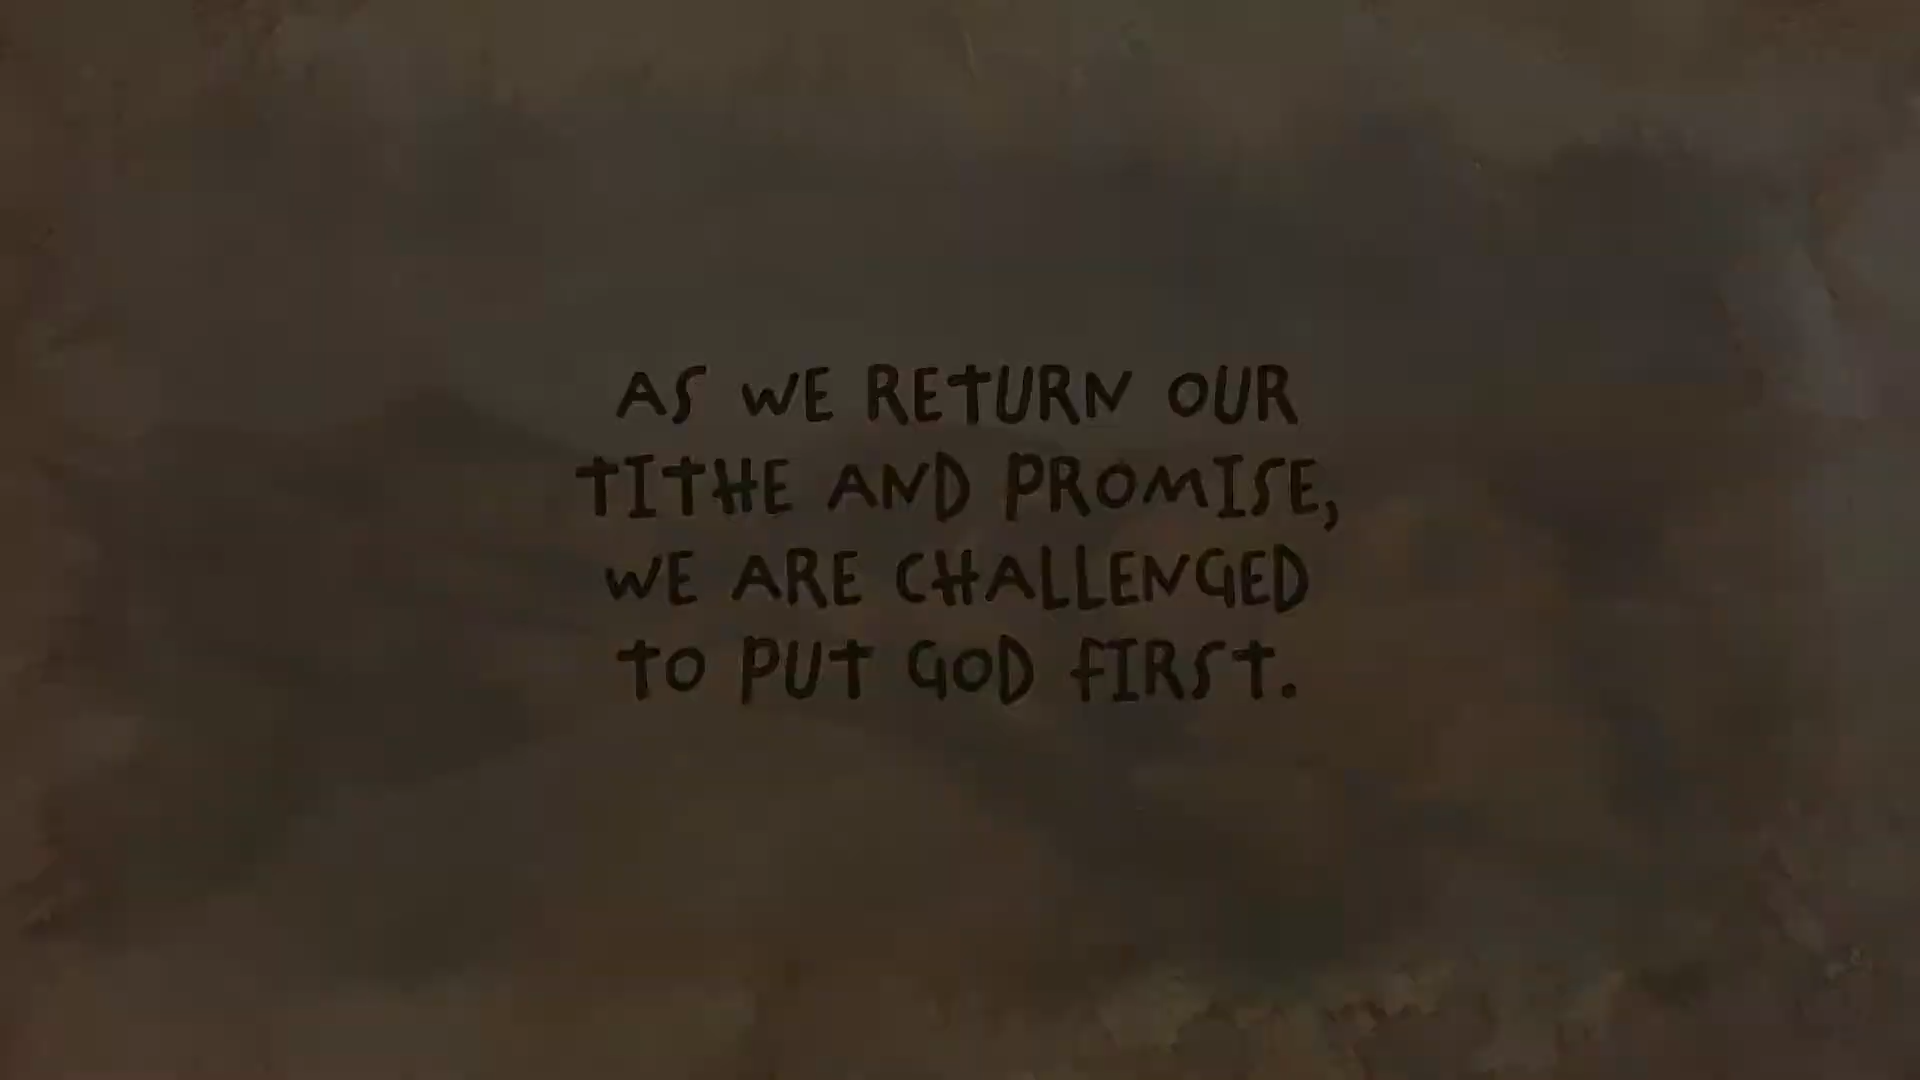 AS WE RETURN OUR
TITHE AND PROMISE,
WE ARE CHALLENGED
TO PUT GOD FIRST.